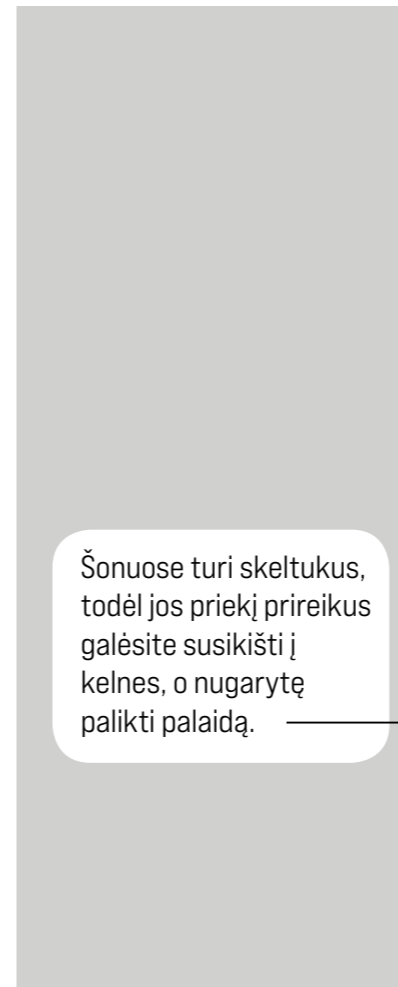 Šonuose turi skeltukus,
todėl jos priekį prireikus
galėsite susikišti į
kelnes, o nugarytę
palikti palaidą.